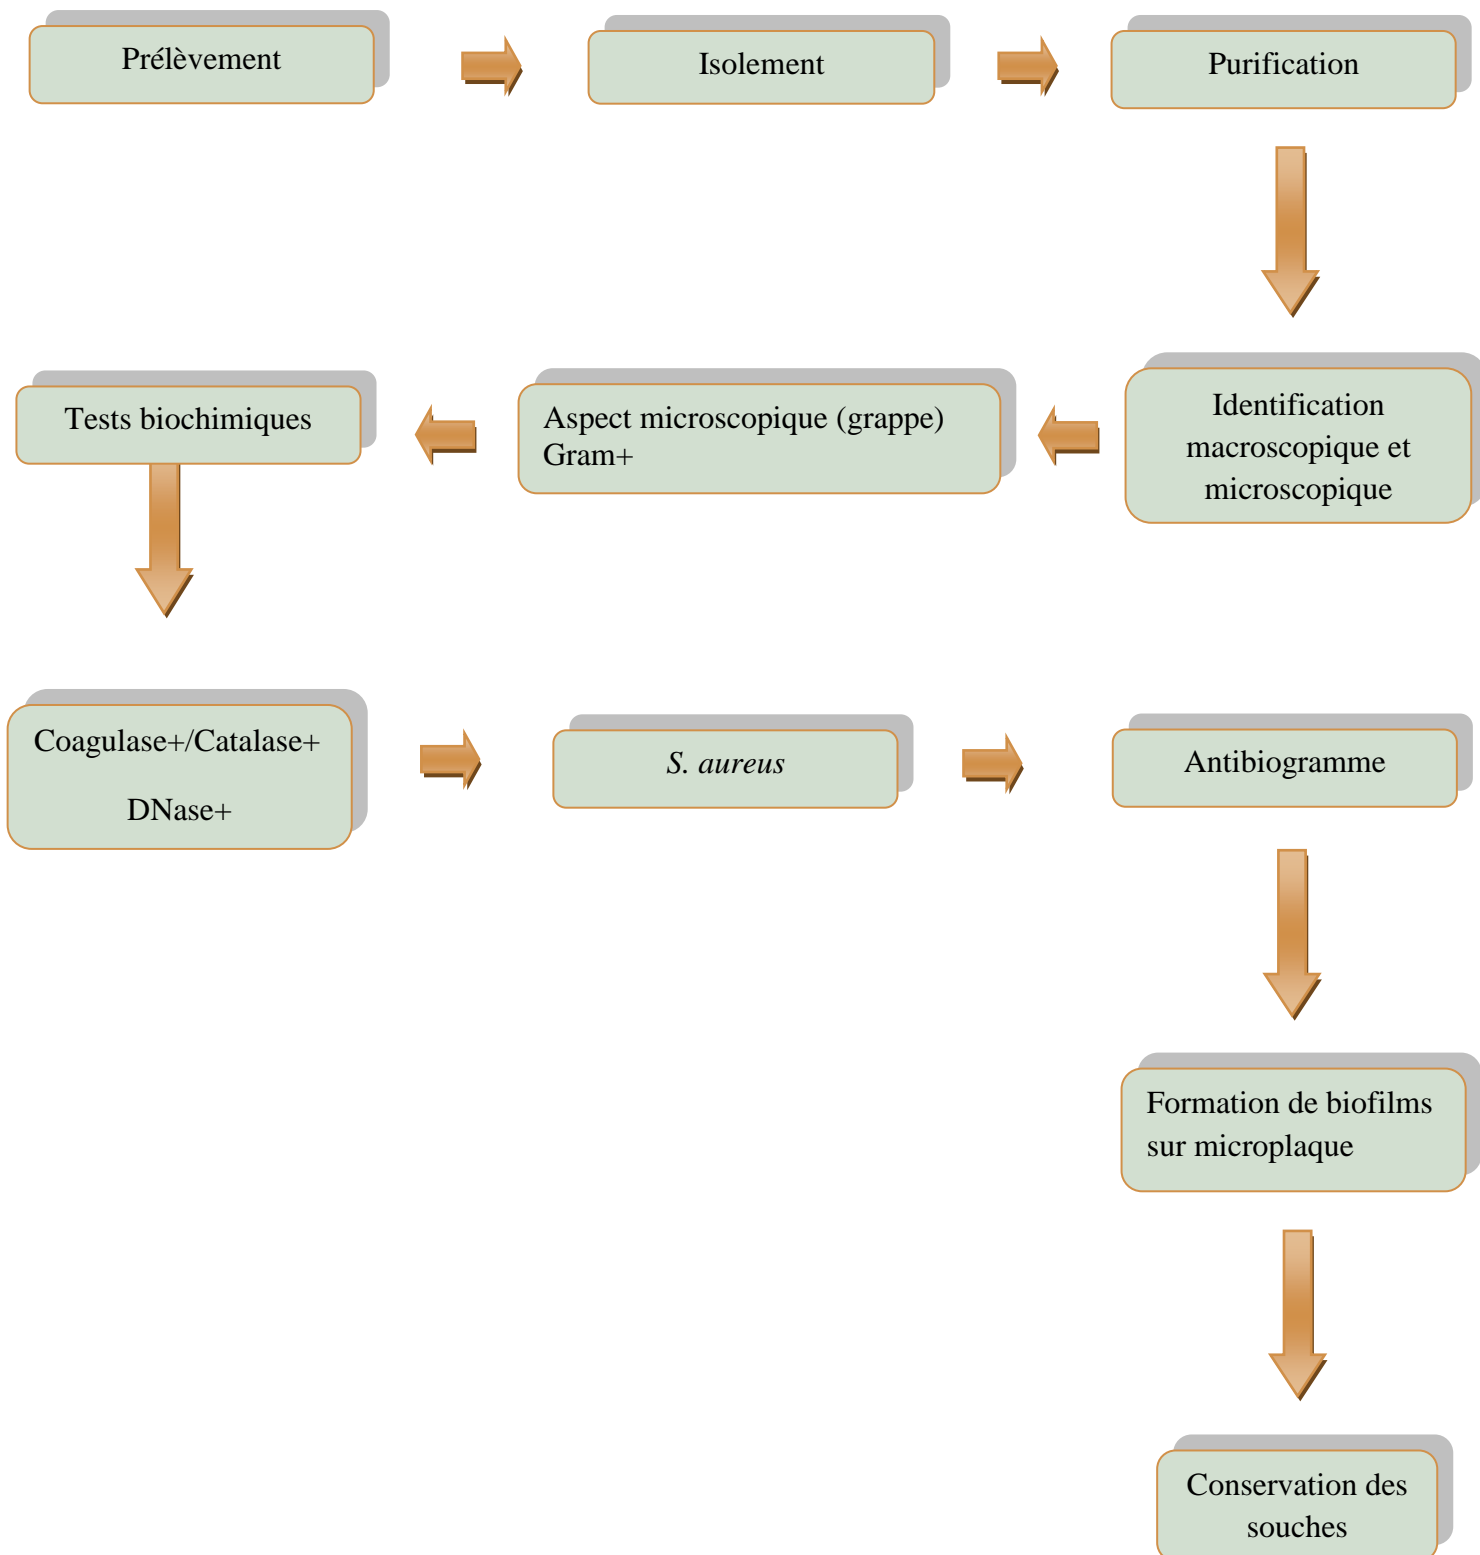 Prélèvement
Isolement
Purification
Identification
macroscopique et
microscopique
Aspect microscopique (grappe)
Gram+
Tests biochimiques
Coagulase+/Catalase+
DNase+
S. aureus
Antibiogramme
Formation de biofilms
sur microplaque
Conservation des
souches